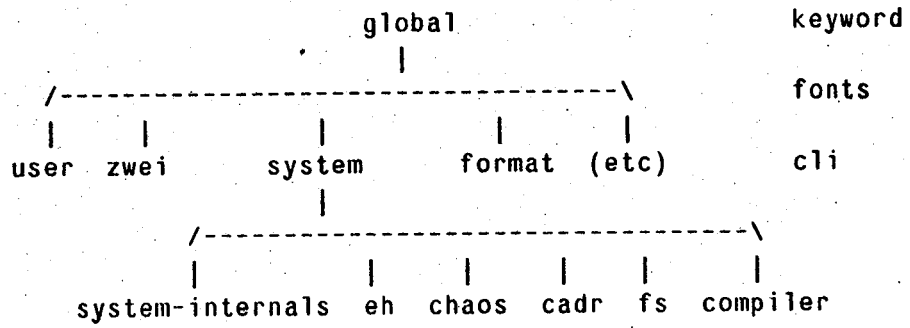 global keyword
|
/-----------------------------------------\ fonts
| | | | |
user zwei system format (etc) cli
|
/----------------------------------------\
| | | | | |
system-internals eh chaos cadr fs compiler